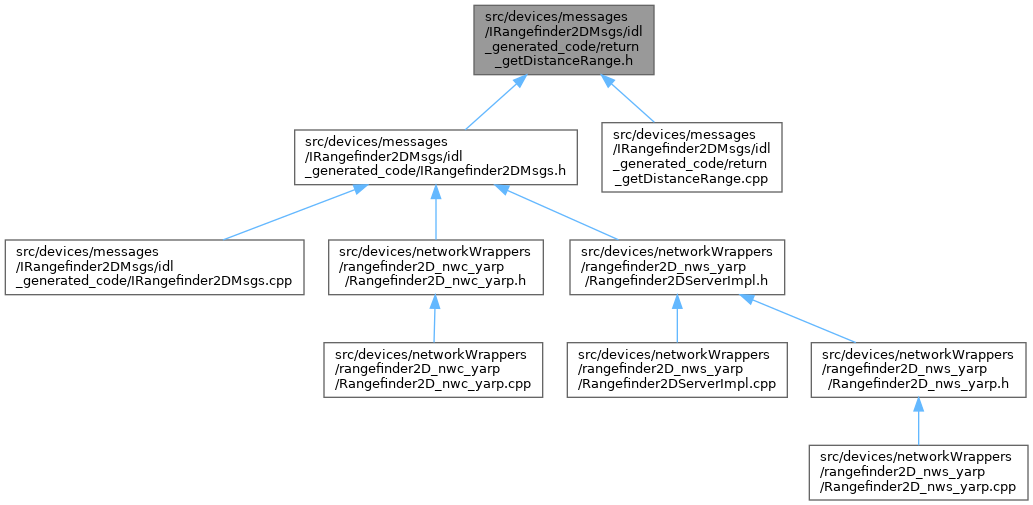 src/devices/messages
/IRangefinder2DMsgs/idl
_generated_code/return
_getDistanceRange.h
src/devices/messages
/IRangefinder2DMsgs/idl
_generated_code/IRangefinder2DMsgs.h
src/devices/messages
/IRangefinder2DMsgs/idl
_generated_code/return
_getDistanceRange.cpp
src/devices/messages
/IRangefinder2DMsgs/idl
_generated_code/IRangefinder2DMsgs.cpp
src/devices/networkWrappers
/rangefinder2D_nwc_yarp
/Rangefinder2D_nwc_yarp.h
src/devices/networkWrappers
/rangefinder2D_nws_yarp
/Rangefinder2DServerImpl.h
src/devices/networkWrappers
/rangefinder2D_nwc_yarp
/Rangefinder2D_nwc_yarp.cpp
src/devices/networkWrappers
/rangefinder2D_nws_yarp
/Rangefinder2DServerImpl.cpp
src/devices/networkWrappers
/rangefinder2D_nws_yarp
/Rangefinder2D_nws_yarp.h
src/devices/networkWrappers
/rangefinder2D_nws_yarp
/Rangefinder2D_nws_yarp.cpp